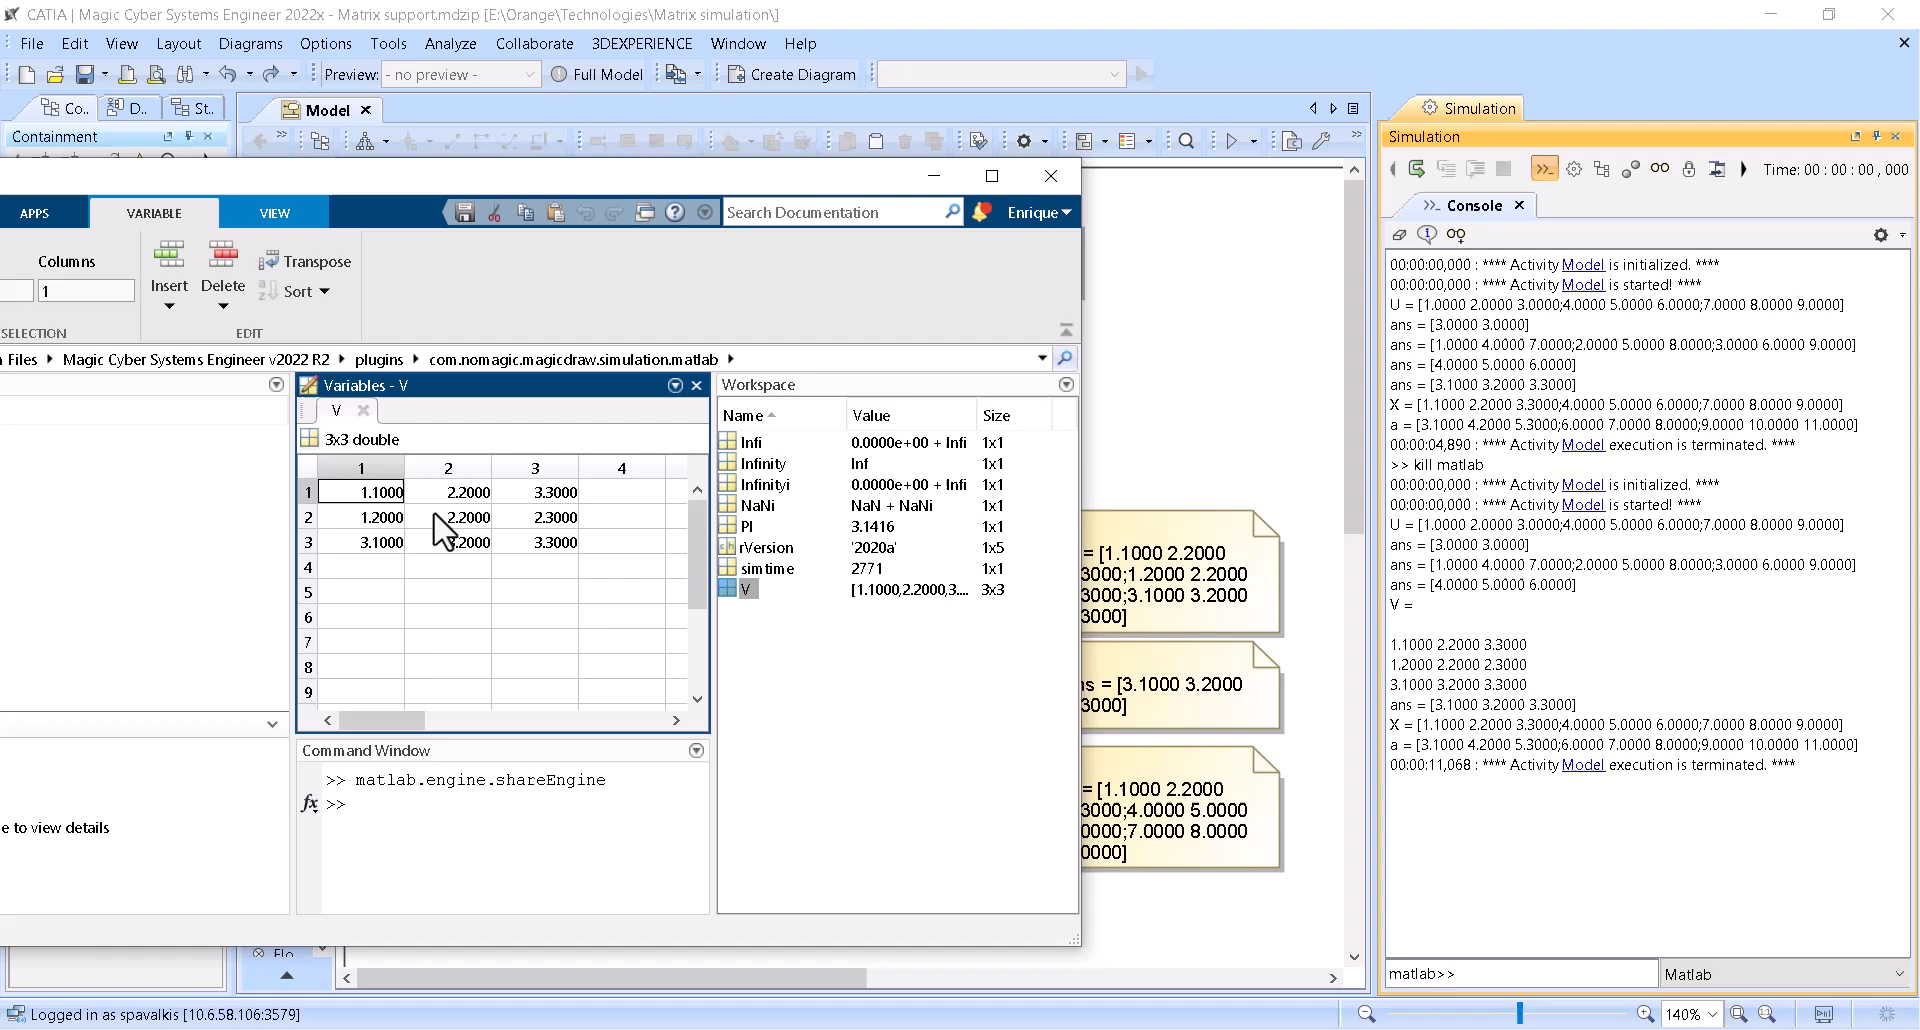 CATIA | Magic Cyber Systems Engineer 2022x - Matrix support.mdzip [E:\Orange\Technologies\Matrix simulation\]
File Edit View Layout Diagrams Options Tools Analyze Collaborate 3DEXPERIENCE Window Help
Preview: - no preview - Full Model Create Diagram
Co.. D.. St..
Containment
Model
APPS VARIABLE VIEW
Search Documentation
Enrique
Columns
1
Insert
Delete
Transpose
Sort
SELECTION
EDIT
Files Magic Cyber Systems Engineer v2022 R2 plugins com.nomagic.magicdraw.simulation.matlab
Variables - V
V
3x3 double
1 2 3 4
1 1.1000 2.2000 3.3000
2 1.2000 2.2000 2.3000
3 3.1000 3.2000 3.3000
4
5
6
7
8
9
Command Window
>> matlab.engine.shareEngine
fx >>
e to view details
Workspace
Name Value Size
Infi 0.0000e+00 + Infi 1x1
Infinity Inf 1x1
Infinityi 0.0000e+00 + Infi 1x1
NaNi NaN + NaNi 1x1
PI 3.1416 1x1
rVersion '2020a' 1x5
simtime 2771 1x1
V [1.1000,2.2000,3.... 3x3
= [1.1000 2.2000
3000;1.2000 2.2000
3000;3.1000 3.2000
3000]
ns = [3.1000 3.2000
3000]
= [1.1000 2.2000
3000;4.0000 5.0000
0000;7.0000 8.0000
0000]
Simulation
Simulation
Time: 00 : 00 : 00 , 000
Console
00:00:00,000 : **** Activity Model is initialized. ****
00:00:00,000 : **** Activity Model is started! ****
U = [1.0000 2.0000 3.0000;4.0000 5.0000 6.0000;7.0000 8.0000 9.0000]
ans = [3.0000 3.0000]
ans = [1.0000 4.0000 7.0000;2.0000 5.0000 8.0000;3.0000 6.0000 9.0000]
ans = [4.0000 5.0000 6.0000]
ans = [3.1000 3.2000 3.3000]
X = [1.1000 2.2000 3.3000;4.0000 5.0000 6.0000;7.0000 8.0000 9.0000]
a = [3.1000 4.2000 5.3000;6.0000 7.0000 8.0000;9.0000 10.0000 11.0000]
00:00:04,890 : **** Activity Model execution is terminated. ****
>> kill matlab
00:00:00,000 : **** Activity Model is initialized. ****
00:00:00,000 : **** Activity Model is started! ****
U = [1.0000 2.0000 3.0000;4.0000 5.0000 6.0000;7.0000 8.0000 9.0000]
ans = [3.0000 3.0000]
ans = [1.0000 4.0000 7.0000;2.0000 5.0000 8.0000;3.0000 6.0000 9.0000]
ans = [4.0000 5.0000 6.0000]
V =
1.1000 2.2000 3.3000
1.2000 2.2000 2.3000
3.1000 3.2000 3.3000
ans = [3.1000 3.2000 3.3000]
X = [1.1000 2.2000 3.3000;4.0000 5.0000 6.0000;7.0000 8.0000 9.0000]
a = [3.1000 4.2000 5.3000;6.0000 7.0000 8.0000;9.0000 10.0000 11.0000]
00:00:11,068 : **** Activity Model execution is terminated. ****
matlab>>
Matlab
Logged in as spavalkis [10.6.58.106:3579]
140%